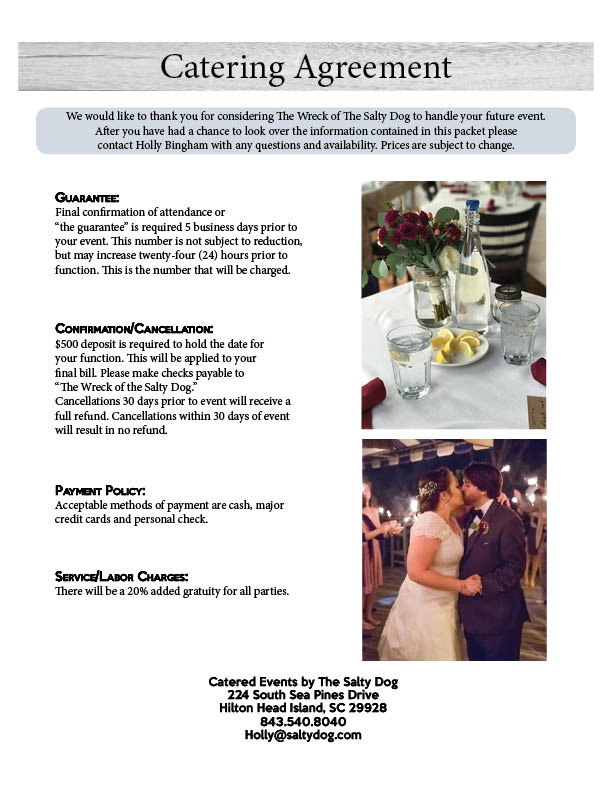 Catering Agreement
We would like to thank you for considering The Wreck of The Salty Dog to handle your future event.
After you have had a chance to look over the information contained in this packet please
contact Holly Bingham with any questions and availability. Prices are subject to change.
Guarantee:
Final confirmation of attendance or
“the guarantee” is required 5 business days prior to
your event. This number is not subject to reduction,
but may increase twenty-four (24) hours prior to
function. This is the number that will be charged.
Confirmation/Cancellation:
$500 deposit is required to hold the date for
your function. This will be applied to your
final bill. Please make checks payable to
“The Wreck of the Salty Dog.”
Cancellations 30 days prior to event will receive a
full refund. Cancellations within 30 days of event
will result in no refund.
Payment Policy:
Acceptable methods of payment are cash, major
credit cards and personal check.
Service/Labor Charges:
There will be a 20% added gratuity for all parties.
Catered Events by The Salty Dog
224 South Sea Pines Drive
Hilton Head Island, SC 29928
843.540.8040
Holly@saltydog.com